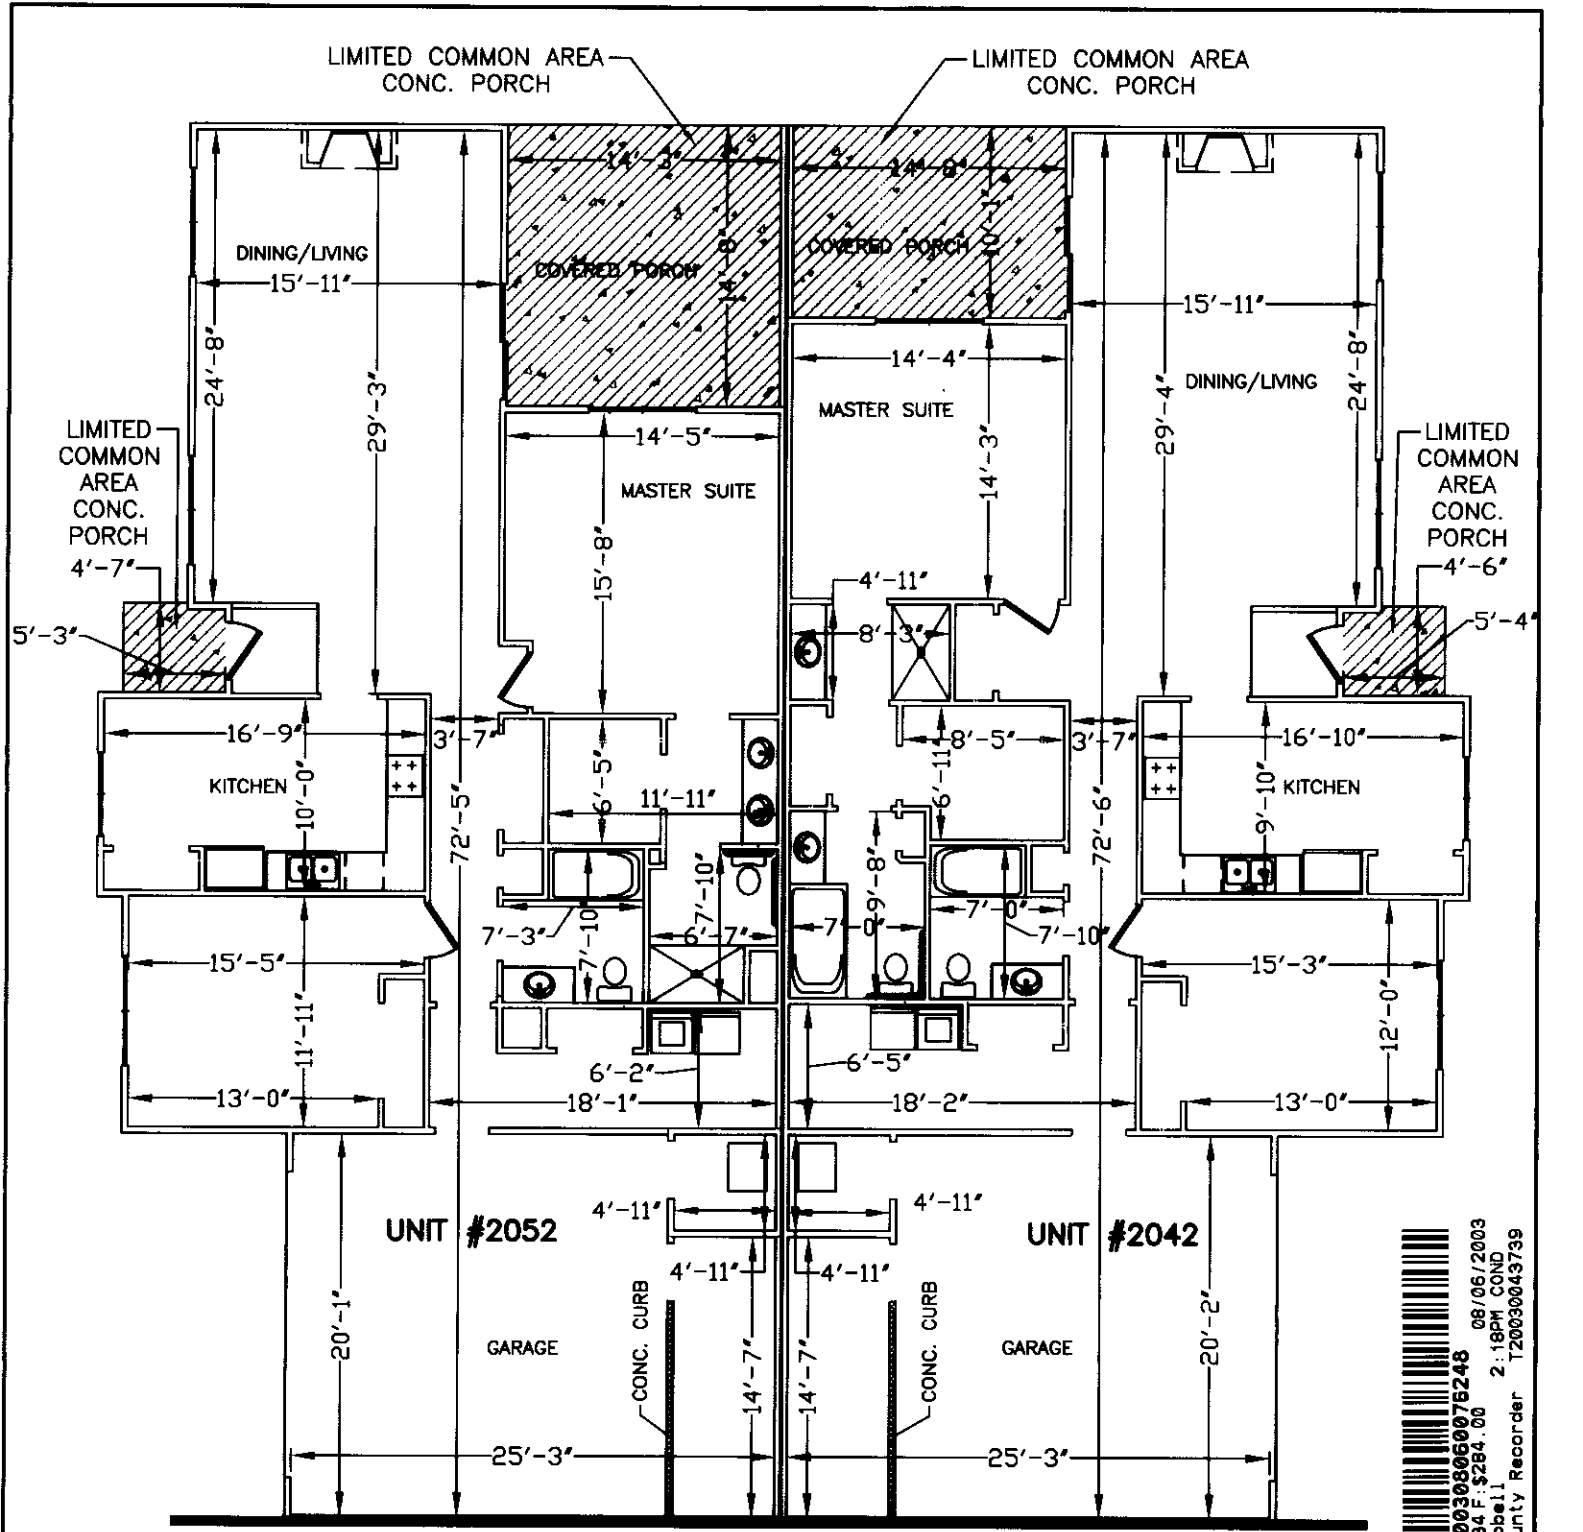 LIMITED COMMON AREA
CONC. PORCH
LIMITED COMMON AREA
CONC. PORCH
14'-3"
14'-8"
COVERED PORCH
14'-8"
COVERED PORCH
10'-1"
DINING/LIVING
15'-11"
24'-8"
29'-3"
15'-11"
29'-4"
24'-8"
DINING/LIVING
14'-5"
MASTER SUITE
15'-8"
14'-4"
MASTER SUITE
14'-3"
LIMITED
COMMON
AREA
CONC.
PORCH
4'-7"
5'-3"
LIMITED
COMMON
AREA
CONC.
PORCH
4'-6"
5'-4"
4'-11"
8'-3"
16'-9"
3'-7"
KITCHEN
10'-0"
72'-5"
6'-5"
11'-11"
6'-11"
8'-5"
3'-7"
72'-6"
16'-10"
9'-10"
KITCHEN
7'-10"
7'-3"
7'-10"
6'-7"
9'-8"
7'-0"
7'-0"
7'-10"
15'-5"
11'-11"
13'-0"
15'-3"
12'-0"
13'-0"
6'-2"
18'-1"
6'-5"
18'-2"
4'-11"
4'-11"
UNIT #2052
UNIT #2042
4'-11"
4'-11"
20'-1"
GARAGE
CONC. CURB
14'-7"
14'-7"
CONC. CURB
GARAGE
20'-2"
25'-3"
25'-3"
200308060076248
F:$284.00 08/06/2003
2:18PM COND
Recorder T20030043739